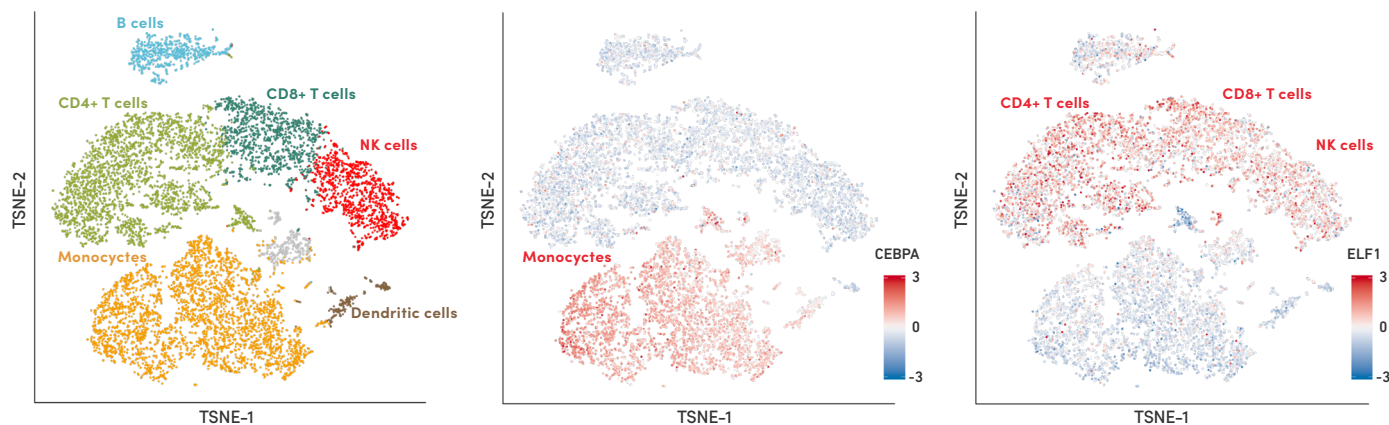 B cells
CD4+ T cells
CD8+ T cells
NK cells
Monocytes
Dendritic cells
TSNE-2
TSNE-1
Monocytes
CEBPA
3
0
-3
TSNE-2
TSNE-1
CD4+ T cells
CD8+ T cells
NK cells
ELF1
3
0
-3
TSNE-2
TSNE-1